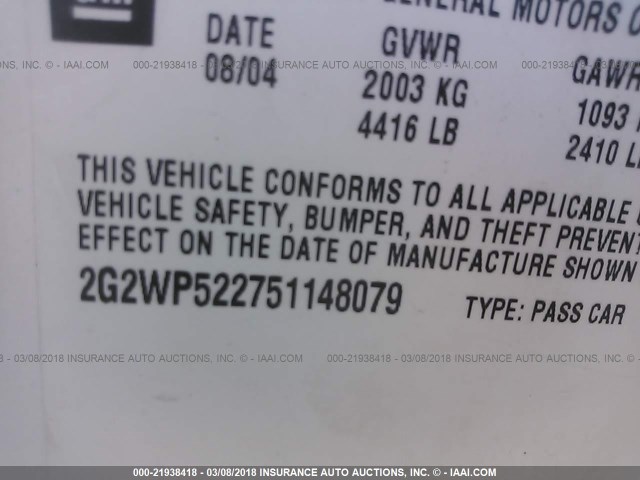 GM
GENERAL MOTORS C
DATE GVWR GAWR
08/04 2003 KG 1093
4416 LB 2410 L
THIS VEHICLE CONFORMS TO ALL APPLICABLE
VEHICLE SAFETY, BUMPER, AND THEFT PREVENT
EFFECT ON THE DATE OF MANUFACTURE SHOWN
2G2WP522751148079 TYPE: PASS CAR
000-21938418 - 03/08/2018 INSURANCE AUTO AUCTIONS, INC. - © IAAI.COM